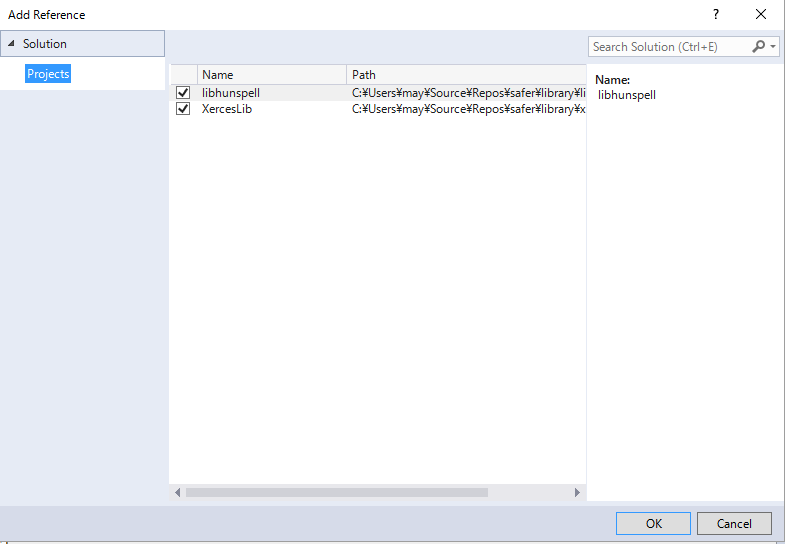 Add Reference
?
Solution
Search Solution (Ctrl+E)
Projects
Name Path
libhunspell C:¥Users¥may¥Source¥Repos¥safer¥library¥li
XercesLib C:¥Users¥may¥Source¥Repos¥safer¥library¥x
Name:
libhunspell
OK Cancel